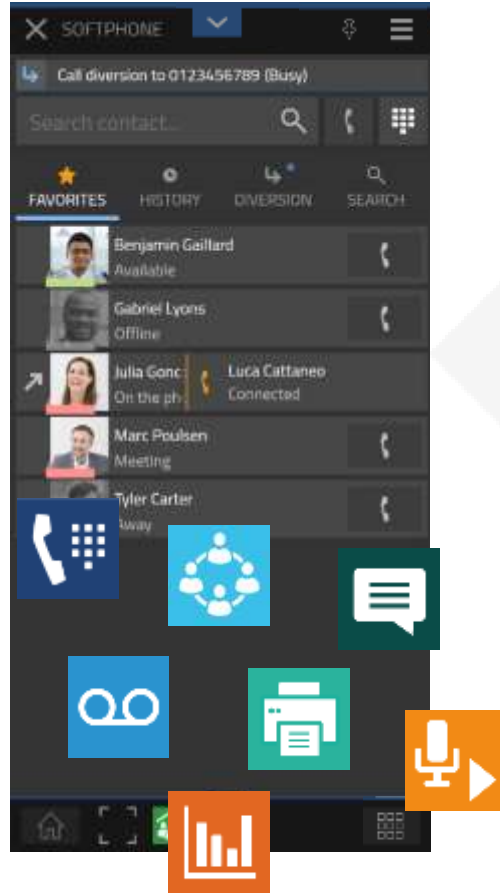 SOFTPHONE
Call diversion to 0123456789 (Busy)
Search contact...
FAVORITES HISTORY DIVERSION SEARCH
Benjamin Gaillard
Available
Gabriel Lyons
Offline
Julia Gonc Luca Cattaneo
On the ph Connected
Marc Poulsen
Meeting
Tyler Carter
Away